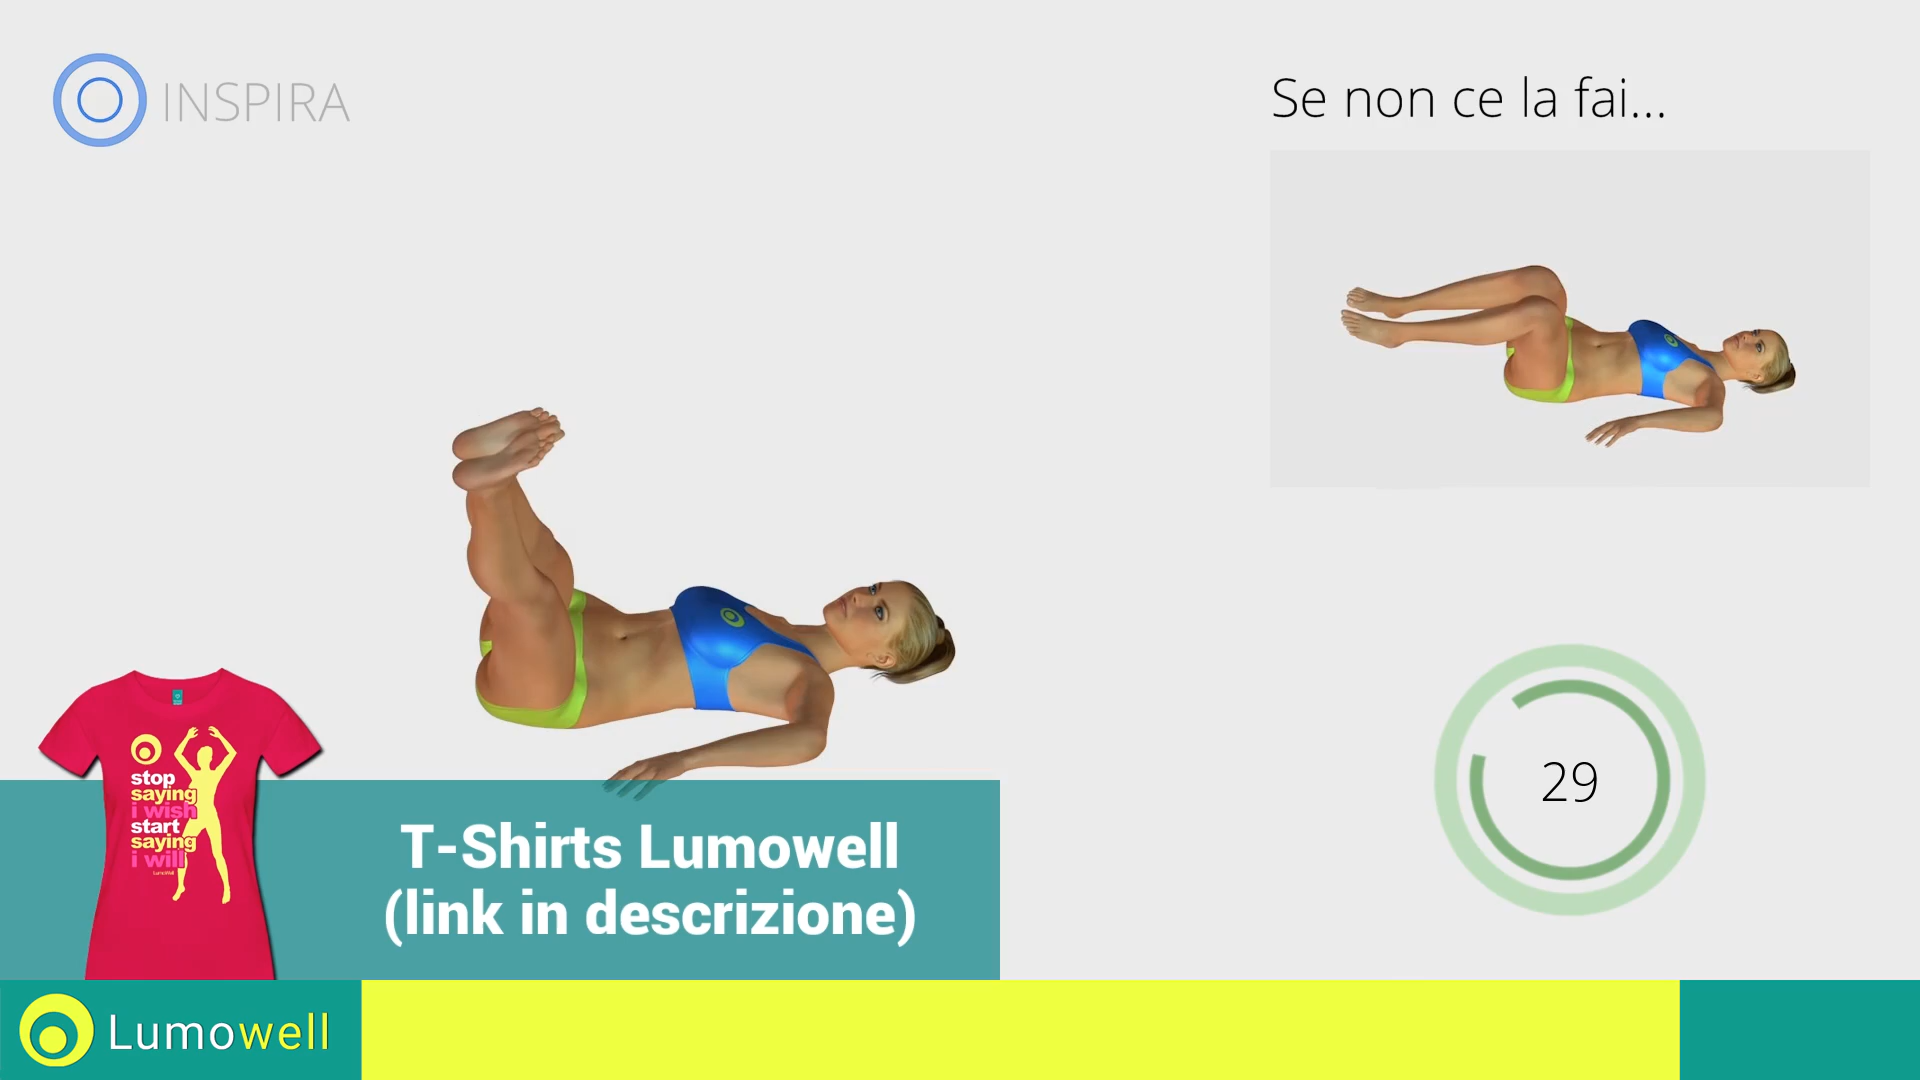 INSPIRA
Se non ce la fai...
29
stop
saying
i wish
start
saying
i will
LumoWell
T-Shirts Lumowell
(link in descrizione)
Lumowell